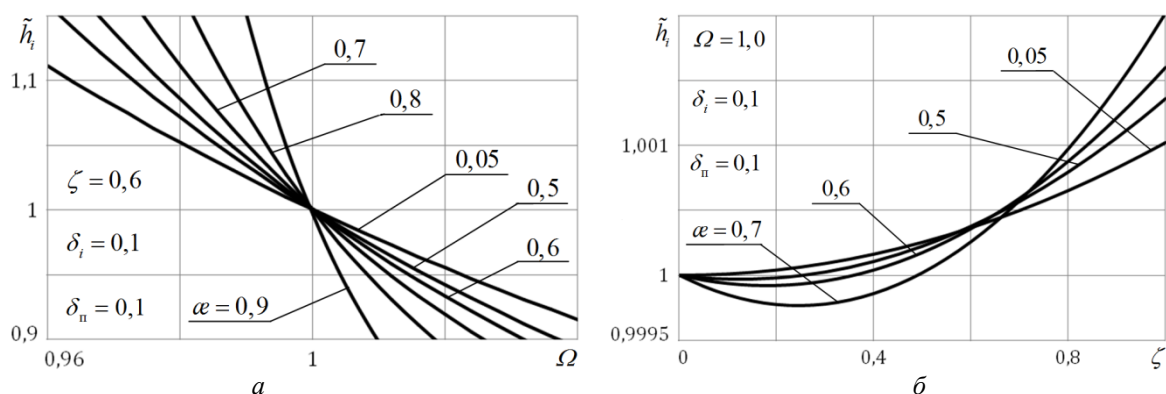 h̃ᵢ
1,1
1
0,9
0,96
1
Ω
ζ = 0,6
δᵢ = 0,1
δₚ = 0,1
0,7
0,8
0,05
0,5
0,6
æ = 0,9
а
h̃ᵢ
1,001
1
0,9995
0
0,4
0,8
ζ
Ω = 1,0
δᵢ = 0,1
δₚ = 0,1
0,05
0,5
0,6
æ = 0,7
б